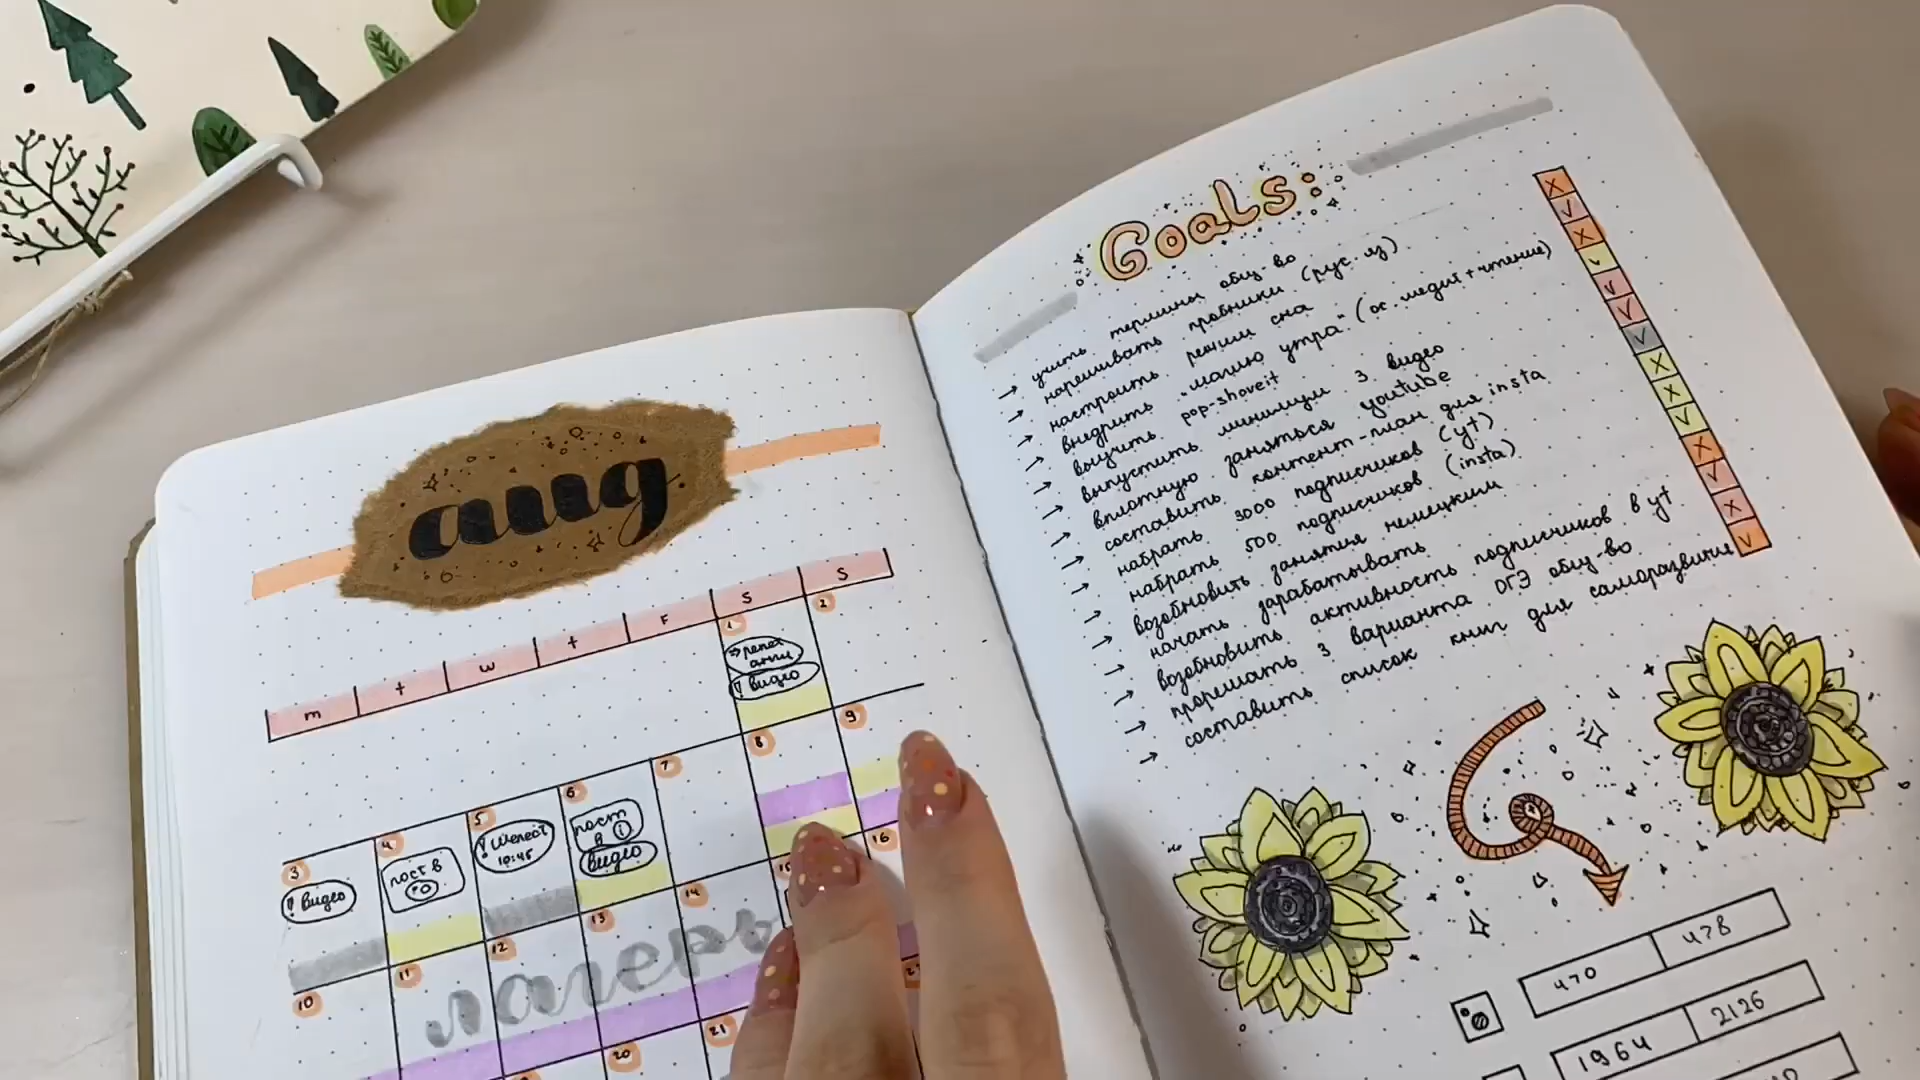 aug
m t w t F S S
1 2
видео
3 4 5 6 7 8 9
! видео
пост в
! шелест
10:45
пост
в
видео
10 11 12 13 14 15 16
лагерь
20 21
Goals:
→ учить термины общ-во
→ нарешивать пробники (рус. яз)
→ настроить режим сна
→ внедрить "магию утра" (ос. медит + чтение)
→ выучить pop-shoveit
→ выпустить минимум 3 видео
→ вплотную заняться youtube
→ составить контент-план для insta
→ набрать 3000 подписчиков (yt)
→ набрать 500 подписчиков (insta)
→ возобновить занятия немецким
→ начать зарабатывать
→ возобновить активность подписчиков в yt
→ прорешать 3 варианта ОГЭ общ-во
→ составить список книг для саморазвития
470 478
1964 2126